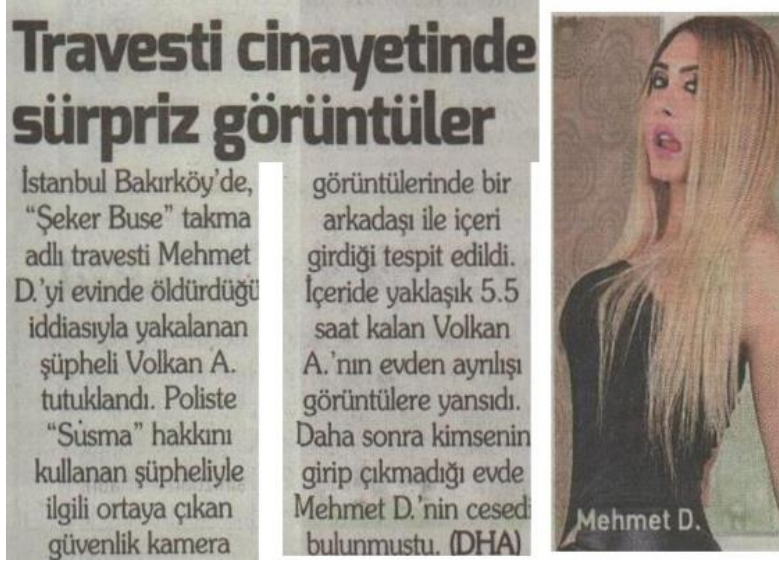 Travesti cinayetinde
sürpriz görüntüler
İstanbul Bakırköy'de,
"Şeker Buse" takma
adlı travesti Mehmet
D.'yi evinde öldürdüğü
iddiasıyla yakalanan
şüpheli Volkan A.
tutuklandı. Poliste
"Susma" hakkını
kullanan şüpheliyle
ilgili ortaya çıkan
güvenlik kamera
görüntülerinde bir
arkadaşı ile içeri
girdiği tespit edildi.
İçeride yaklaşık 5.5
saat kalan Volkan
A.'nın evden ayrılışı
görüntülere yansıdı.
Daha sonra kimsenin
girip çıkmadığı evde
Mehmet D.'nin cesedi
bulunmuştu. (DHA)
Mehmet D.